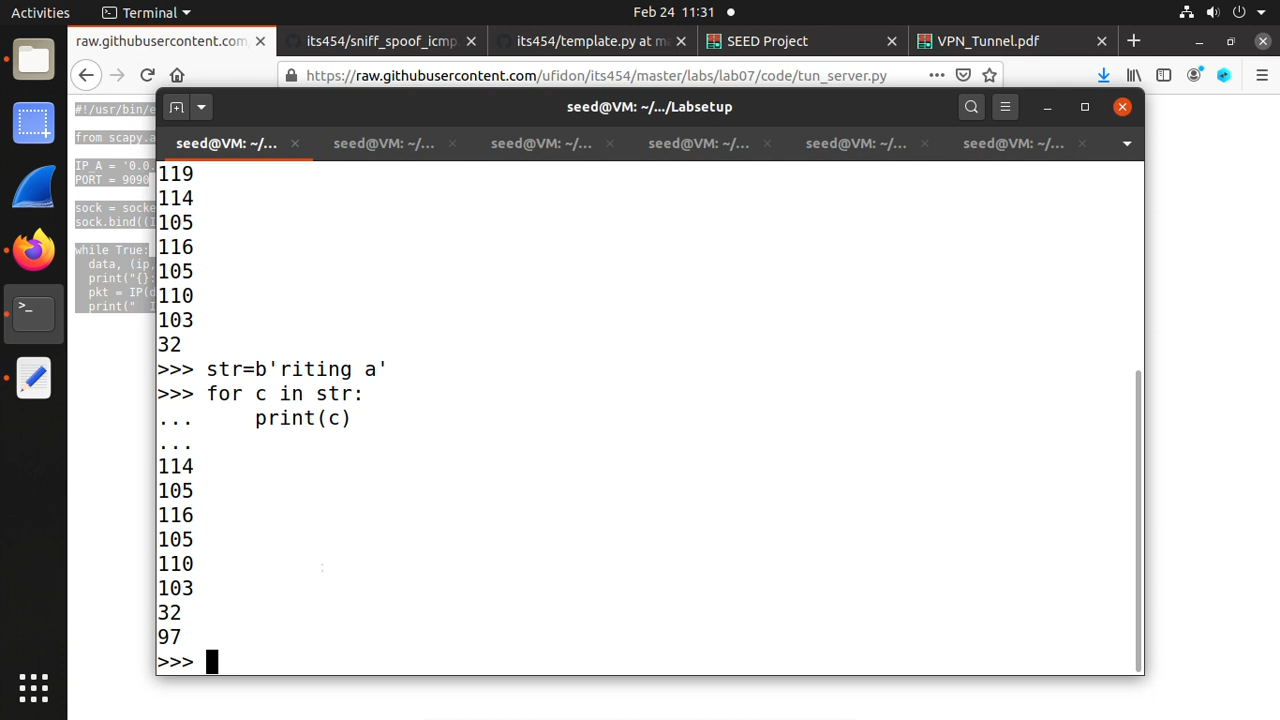 Activities
Terminal
Feb 24 11:31
raw.githubusercontent.com
its454/sniff_spoof_icmp.
its454/template.py at ma
SEED Project
VPN_Tunnel.pdf
https://raw.githubusercontent.com/ufidon/its454/master/labs/lab07/code/tun_server.py
#!/usr/bin/e
from scapy.a
IP_A = '0.0.
PORT = 9090
sock = socke
sock.bind((I
while True:
data, (ip,
print("{}:
pkt = IP(d
print(" I
seed@VM: ~/.../Labsetup
seed@VM: ~/...
seed@VM: ~/...
seed@VM: ~/...
seed@VM: ~/...
seed@VM: ~/...
seed@VM: ~/...
119
114
105
116
105
110
103
32
>>> str=b'riting a'
>>> for c in str:
...     print(c)
...
114
105
116
105
110
103
32
97
>>>